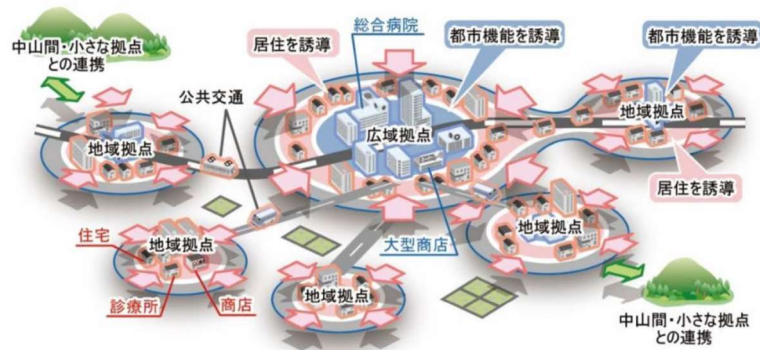 中山間・小さな拠点
との連携
総合病院
居住を誘導
都市機能を誘導
都市機能を誘導
公共交通
地域拠点
広域拠点
地域拠点
居住を誘導
住宅
地域拠点
大型商店
地域拠点
診療所
商店
地域拠点
中山間・小さな拠点
との連携